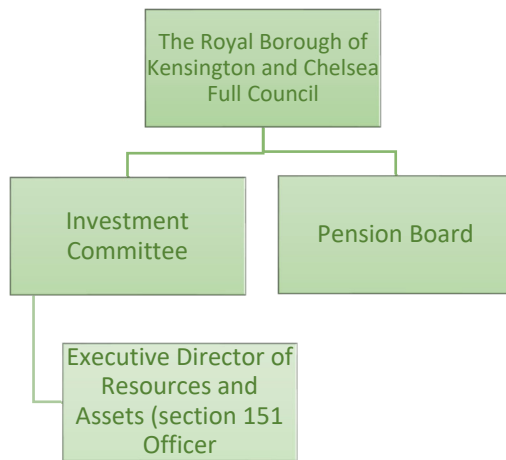 The Royal Borough of
Kensington and Chelsea
Full Council
Investment
Committee
Pension Board
Executive Director of
Resources and
Assets (section 151
Officer